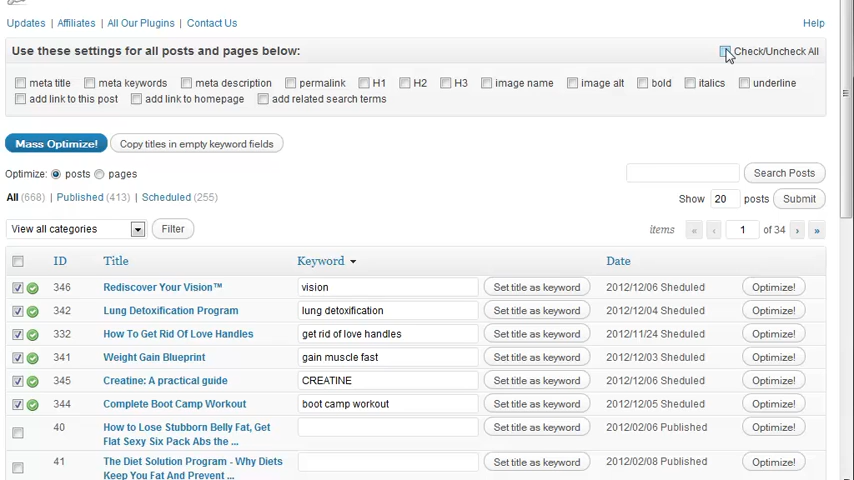 Updates | Affiliates | All Our Plugins | Contact Us Help
Use these settings for all posts and pages below: Check/Uncheck All
meta title meta keywords meta description permalink H1 H2 H3 image name image alt bold italics underline
add link to this post add link to homepage add related search terms
Mass Optimize! Copy titles in empty keyword fields
Optimize: posts pages Search Posts
All (668) | Published (413) | Scheduled (255) Show 20 posts Submit
View all categories Filter items « ‹ 1 of 34 › »
ID Title Keyword Date
346 Rediscover Your Vision™ vision Set title as keyword 2012/12/06 Sheduled Optimize!
342 Lung Detoxification Program lung detoxification Set title as keyword 2012/12/04 Sheduled Optimize!
332 How To Get Rid Of Love Handles get rid of love handles Set title as keyword 2012/11/24 Sheduled Optimize!
341 Weight Gain Blueprint gain muscle fast Set title as keyword 2012/12/03 Sheduled Optimize!
345 Creatine: A practical guide CREATINE Set title as keyword 2012/12/06 Sheduled Optimize!
344 Complete Boot Camp Workout boot camp workout Set title as keyword 2012/12/05 Sheduled Optimize!
40 How to Lose Stubborn Belly Fat, Get Set title as keyword 2012/02/06 Published Optimize!
Flat Sexy Six Pack Abs the ...
41 The Diet Solution Program - Why Diets Set title as keyword 2012/02/08 Published Optimize!
Keep You Fat And Prevent ...